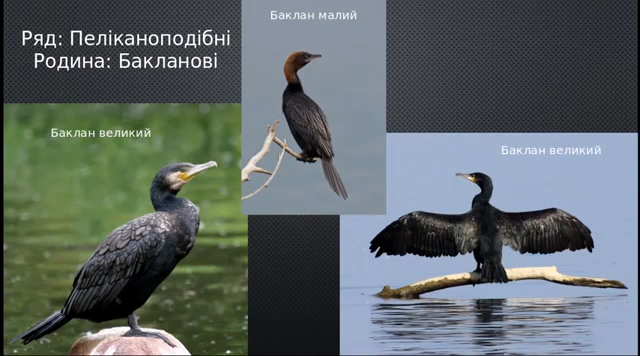 Ряд: Пеліканоподібні
Родина: Бакланові
Баклан малий
Баклан великий
Баклан великий